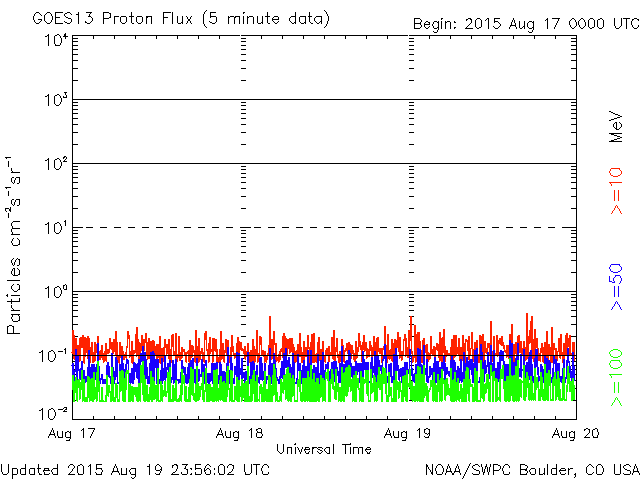 GOES13 Proton Flux (5 minute data)
Begin: 2015 Aug 17 0000 UTC
10⁴
10³
10²
10¹
10⁰
10⁻¹
10⁻²
Particles cm⁻²s⁻¹sr⁻¹
MeV
>=10
>=50
>=100
Aug 17
Aug 18
Aug 19
Aug 20
Universal Time
Updated 2015 Aug 19 23:56:02 UTC
NOAA/SWPC Boulder, CO USA